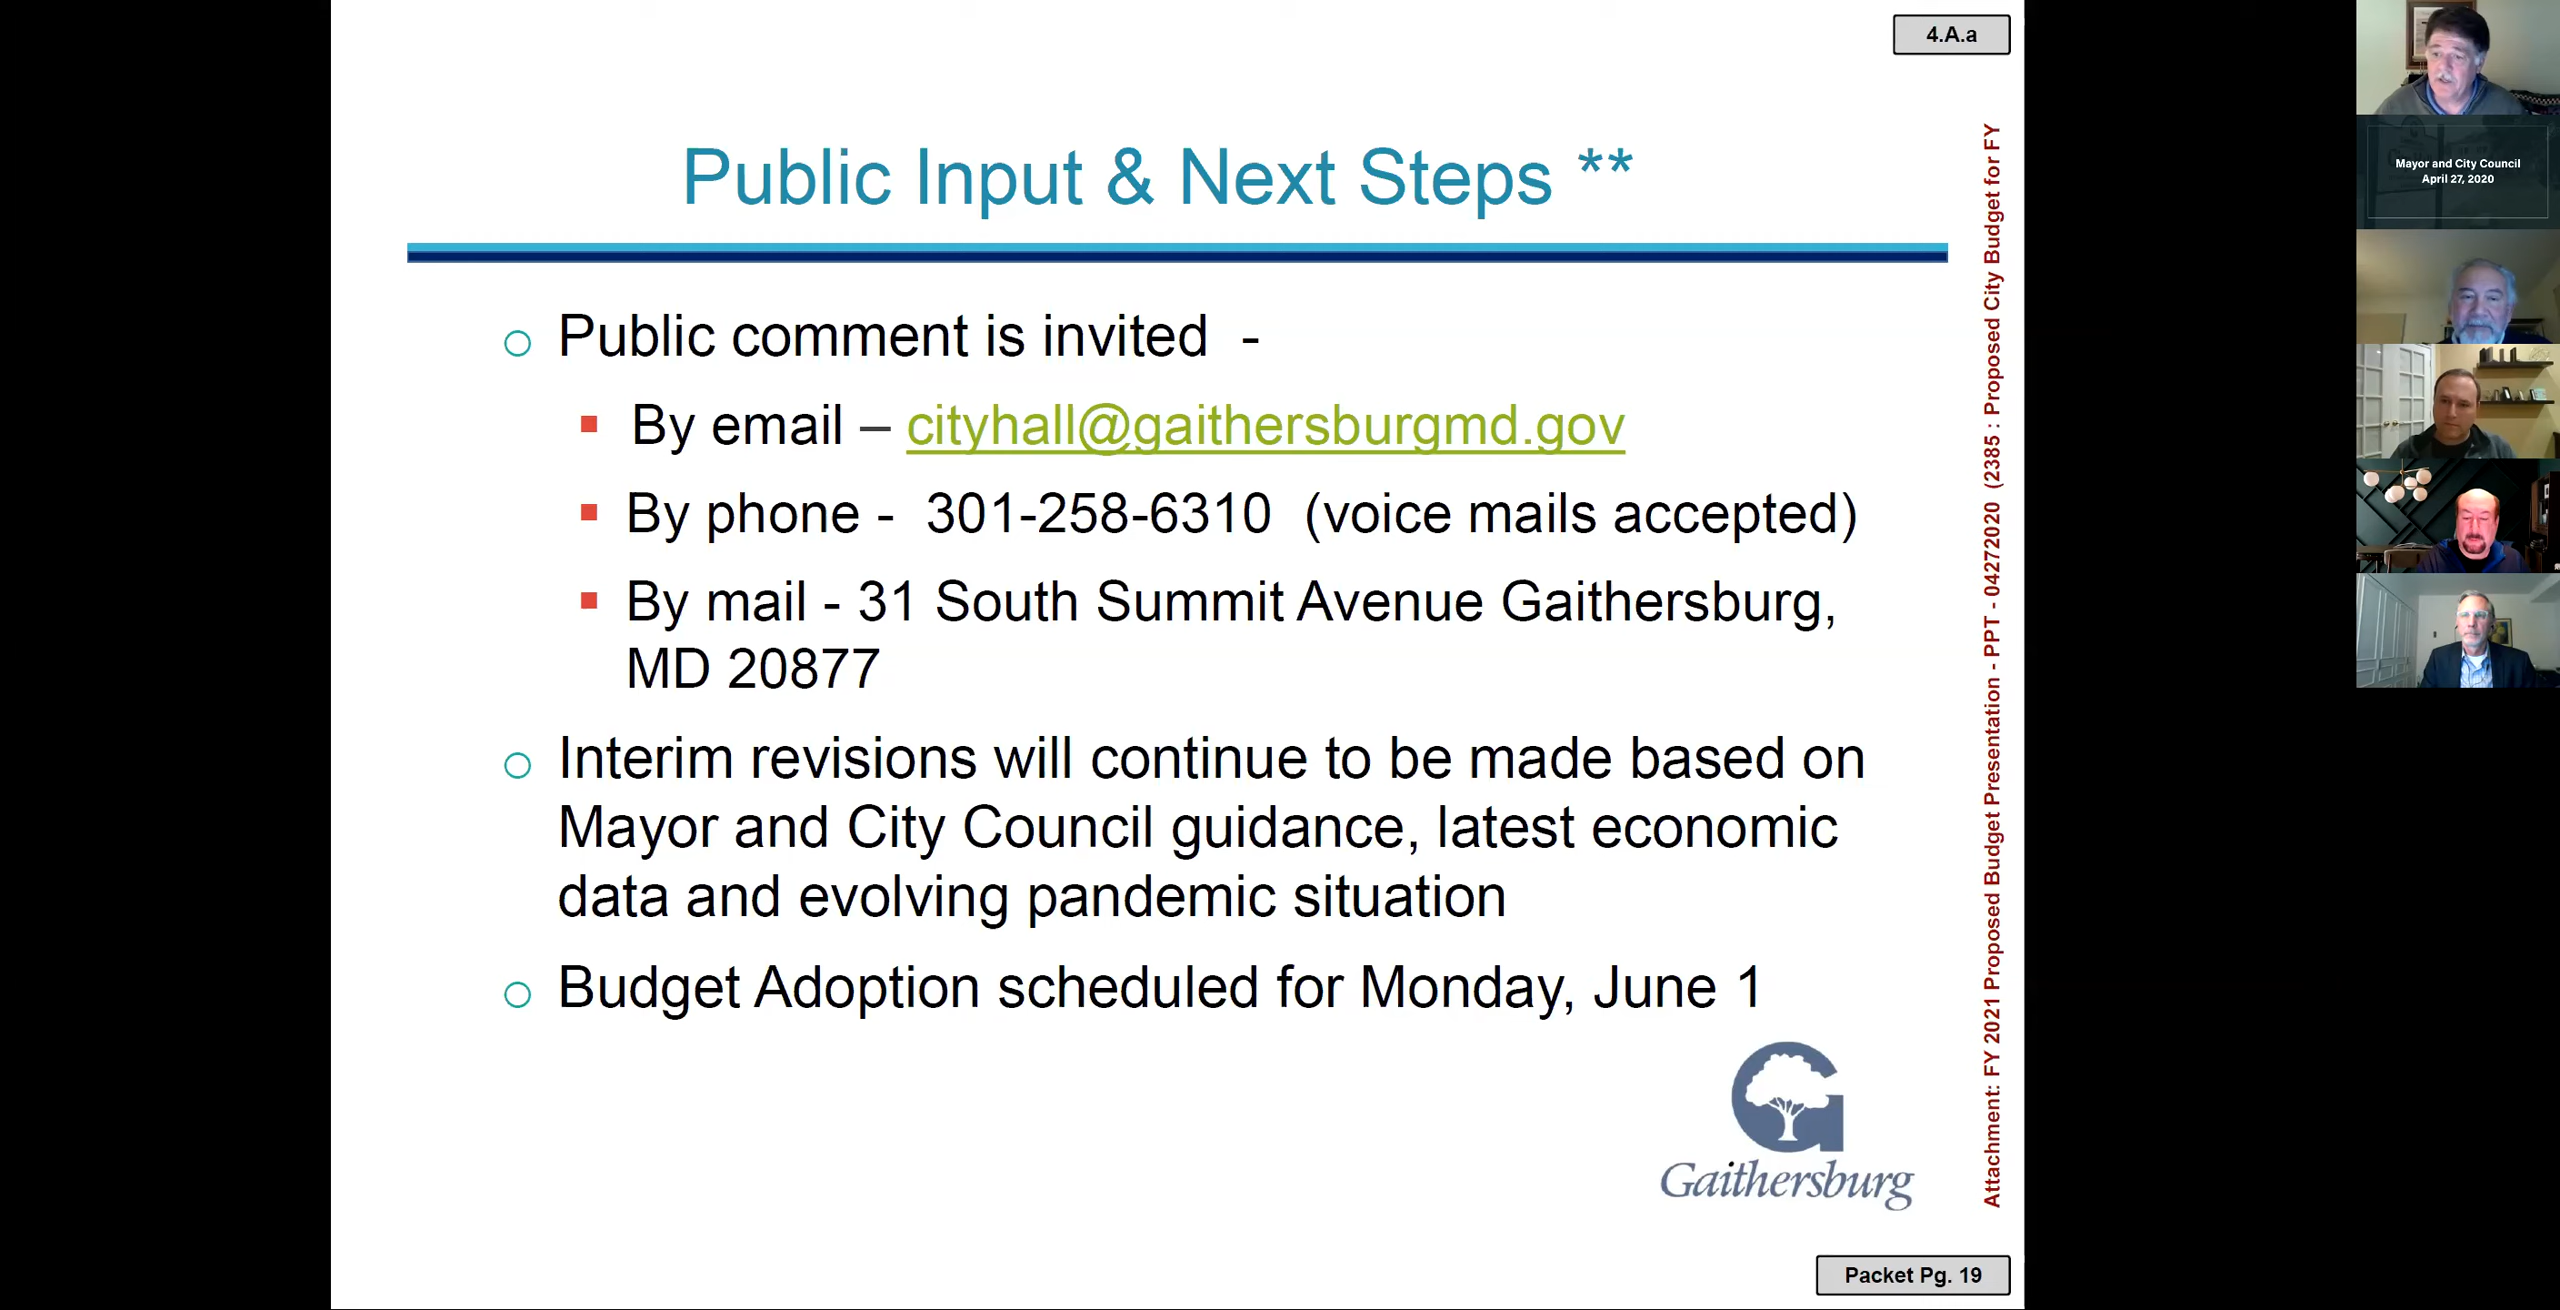 4.A.a
Public Input & Next Steps **
Public comment is invited -
By email – cityhall@gaithersburgmd.gov
By phone - 301-258-6310 (voice mails accepted)
By mail - 31 South Summit Avenue Gaithersburg,
MD 20877
Interim revisions will continue to be made based on
Mayor and City Council guidance, latest economic
data and evolving pandemic situation
Budget Adoption scheduled for Monday, June 1
Gaithersburg
Packet Pg. 19
Attachment: FY 2021 Proposed Budget Presentation - PPT - 04272020 (2385 : Proposed City Budget for FY
Mayor and City Council
April 27, 2020